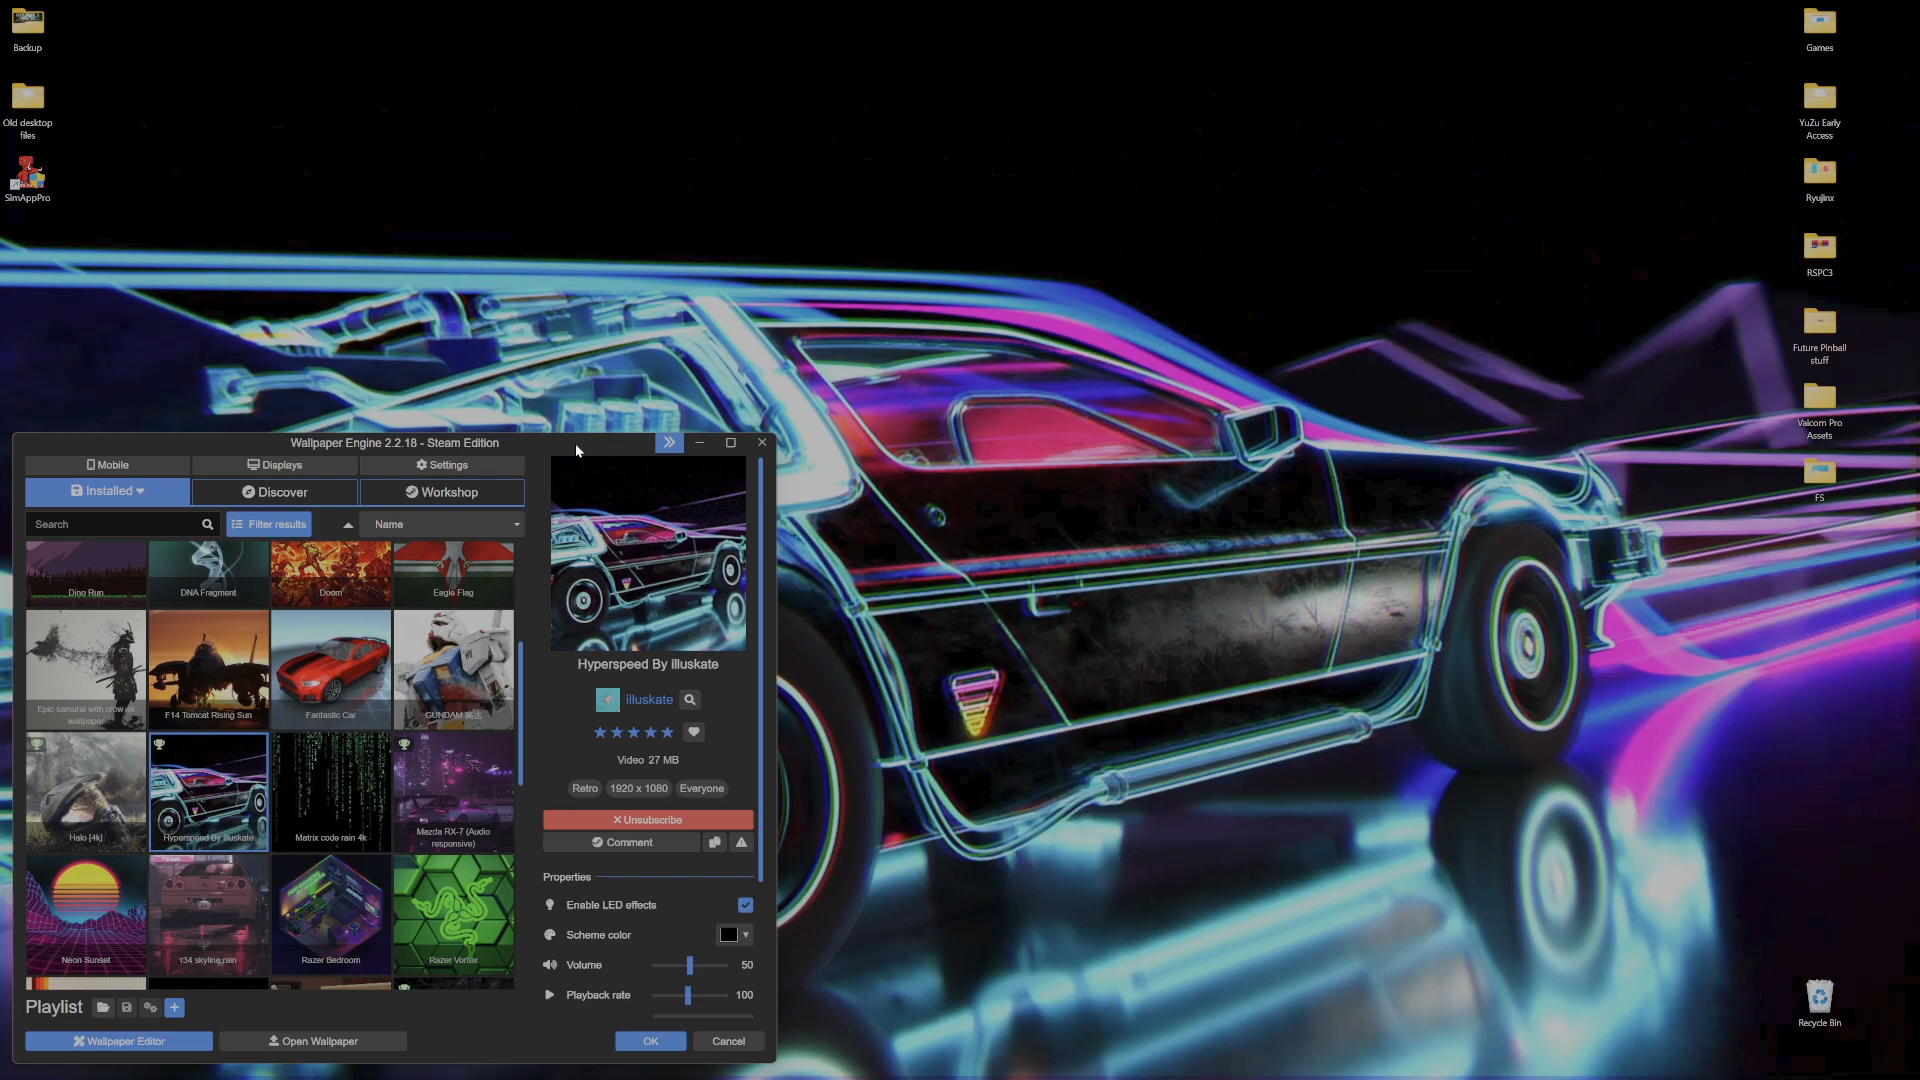 Backup
Old desktop
files
SimAppPro
Games
YuZu Early
Access
Ryujinx
RSPC3
Future Pinball
stuff
Vaicom Pro
Assets
FS
Recycle Bin
Wallpaper Engine 2.2.18 - Steam Edition
Mobile
Displays
Settings
Installed
Discover
Workshop
Search
Filter results
Name
Dino Run
DNA Fragment
Doom
Eagle Flag
Epic samurai with crow 4k
wallpaper
F14 Tomcat Rising Sun
Fantastic Car
GUNDAM 高达
Halo [4k]
Hyperspeed By illuskate
Matrix code rain 4k
Mazda RX-7 (Audio
responsive)
Neon Sunset
r34 skyline,rain
Razer Bedroom
Razer Vortex
Playlist
Wallpaper Editor
Open Wallpaper
Hyperspeed By illuskate
illuskate
Video 27 MB
Retro
1920 x 1080
Everyone
Unsubscribe
Comment
Properties
Enable LED effects
Scheme color
Volume
50
Playback rate
100
OK
Cancel